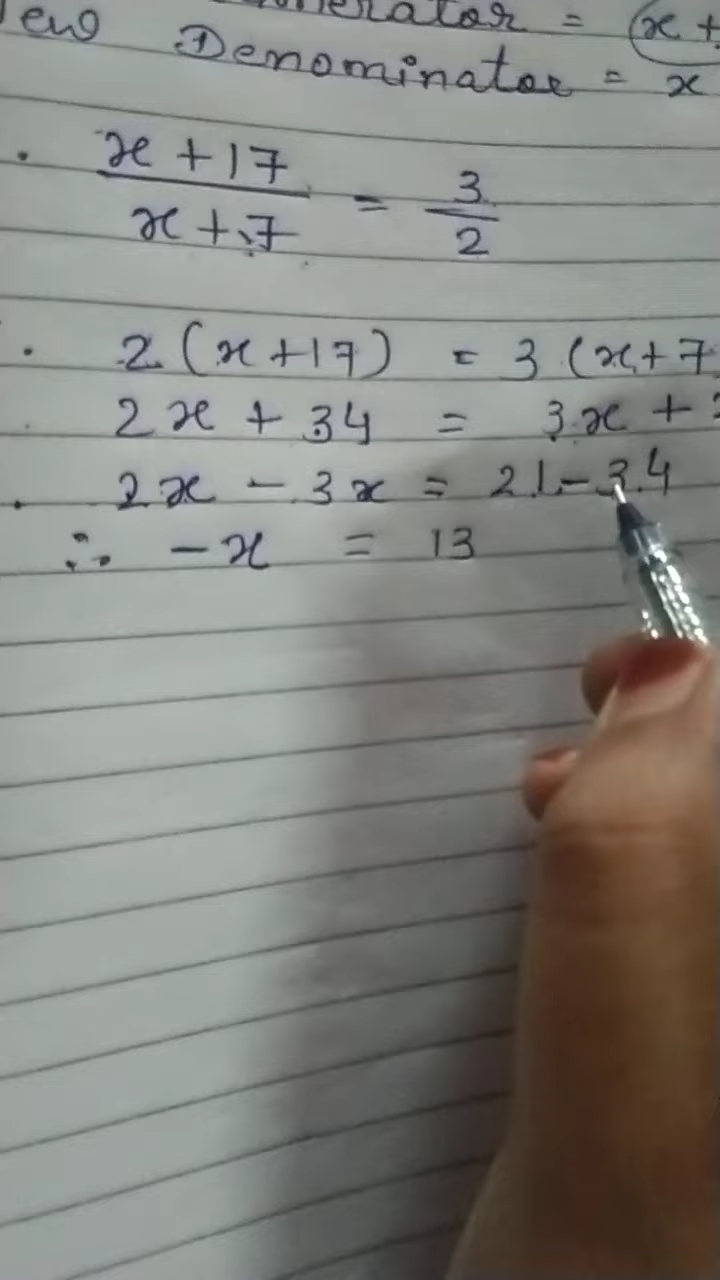 Denominator = x
x + 17 / x + 7 = 3 / 2
2 (x + 17) = 3 (x + 7
2x + 34 = 3x +
2x - 3x = 21 - 34
∴ -x = 13